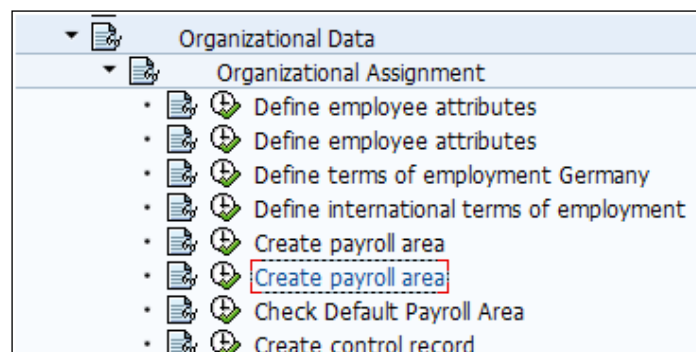 Organizational Data
Organizational Assignment
Define employee attributes
Define employee attributes
Define terms of employment Germany
Define international terms of employment
Create payroll area
Create payroll area
Check Default Payroll Area
Create control record